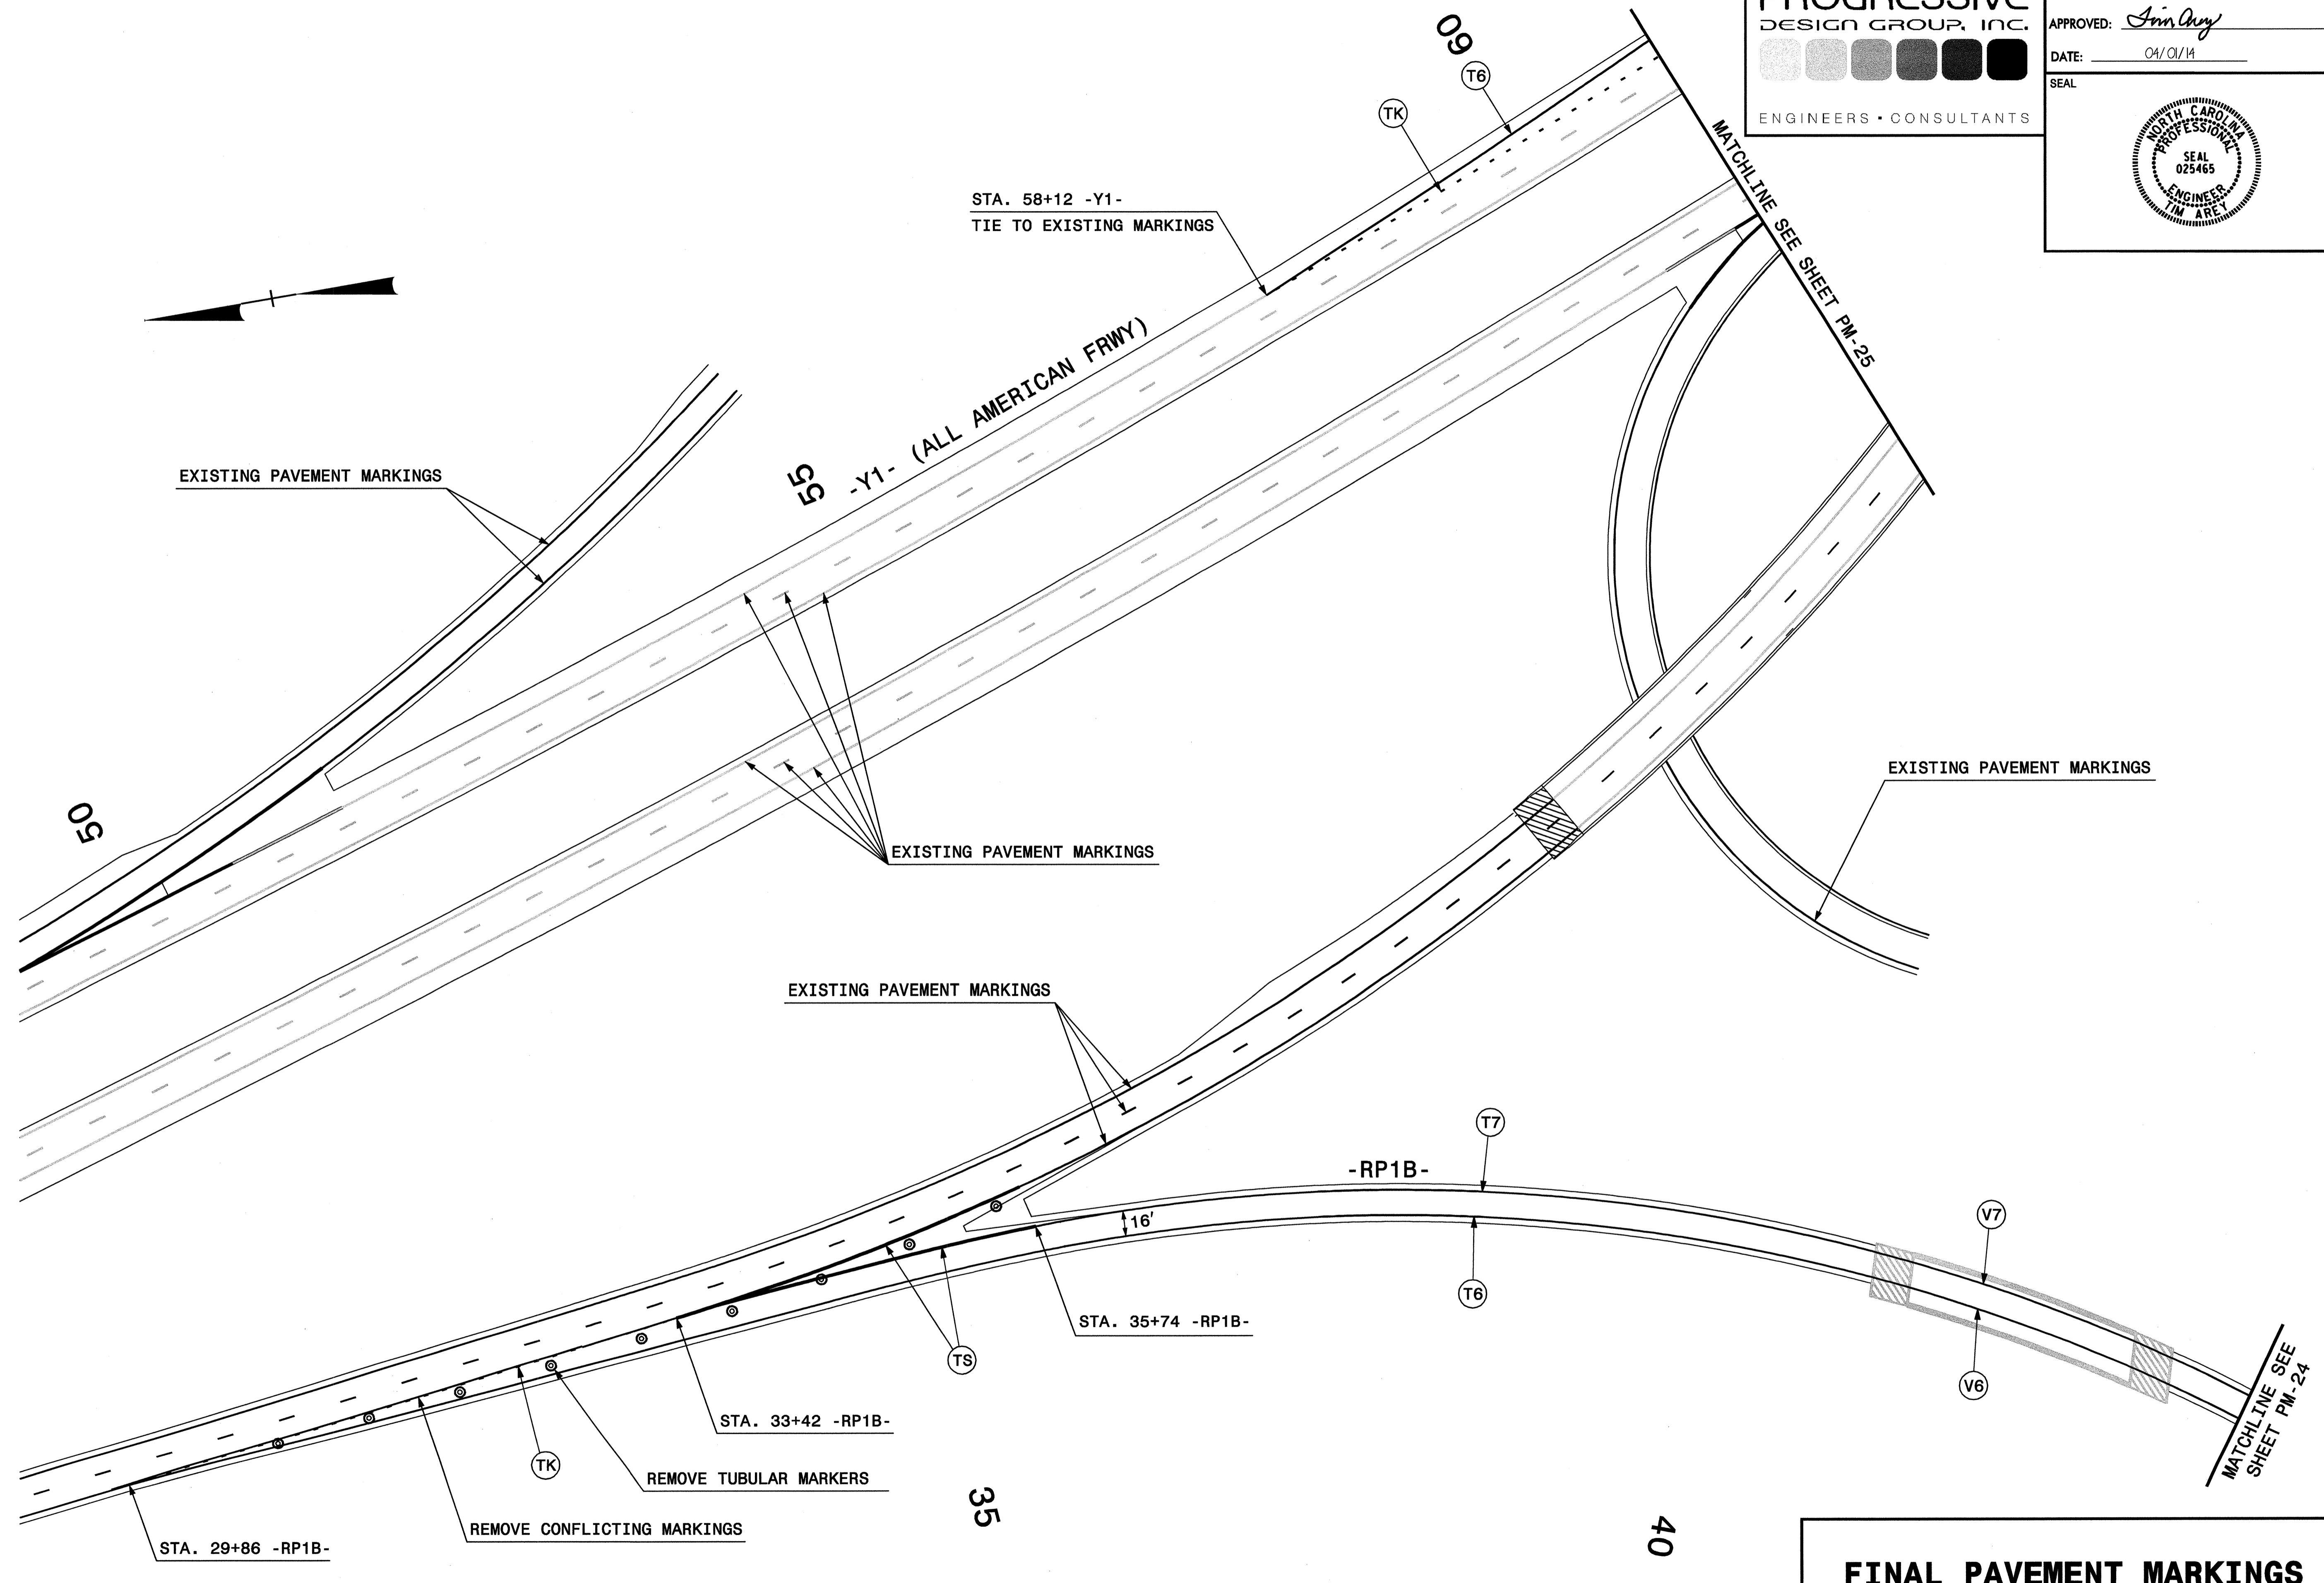 PROGRESSIVE
DESIGN GROUP, INC.
ENGINEERS • CONSULTANTS
APPROVED: Tim Arey
DATE: 04/01/14
SEAL
NORTH CAROLINA
PROFESSIONAL
SEAL
025465
ENGINEER
TIM AREY
60
T6
TK
MATCHLINE SEE SHEET PM-25
STA. 58+12 -Y1-
TIE TO EXISTING MARKINGS
-Y1- (ALL AMERICAN FRWY)
55
EXISTING PAVEMENT MARKINGS
50
EXISTING PAVEMENT MARKINGS
EXISTING PAVEMENT MARKINGS
EXISTING PAVEMENT MARKINGS
T7
-RP1B-
16'
V7
T6
V6
STA. 35+74 -RP1B-
TS
STA. 33+42 -RP1B-
TK
REMOVE TUBULAR MARKERS
REMOVE CONFLICTING MARKINGS
STA. 29+86 -RP1B-
35
40
MATCHLINE SEE
SHEET PM-24
FINAL PAVEMENT MARKINGS